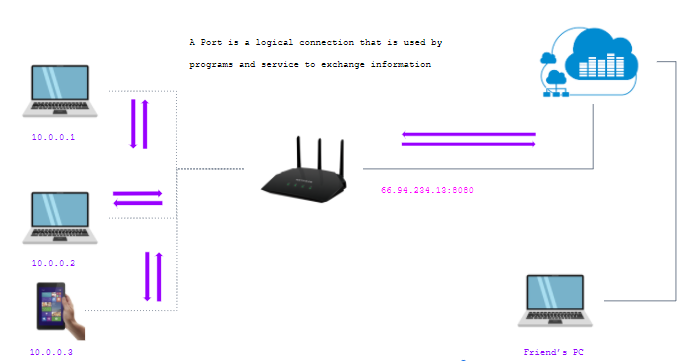 A Port is a logical connection that is used by
programs and service to exchange information
10.0.0.1
66.94.234.13:8080
10.0.0.2
10.0.0.3
Friend's PC